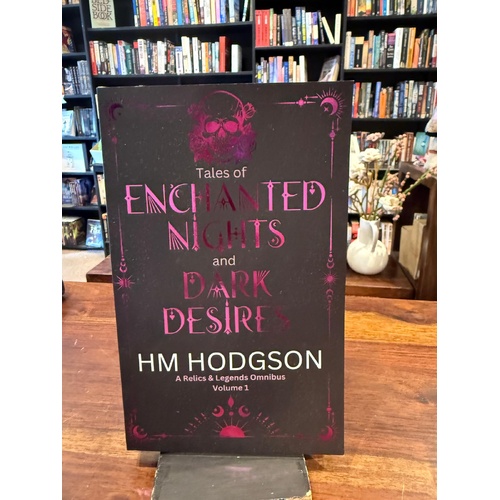 Tales of
ENCHANTED
NIGHTS
and
DARK
DESIRES
HM HODGSON
A Relics & Legends Omnibus
Volume 1